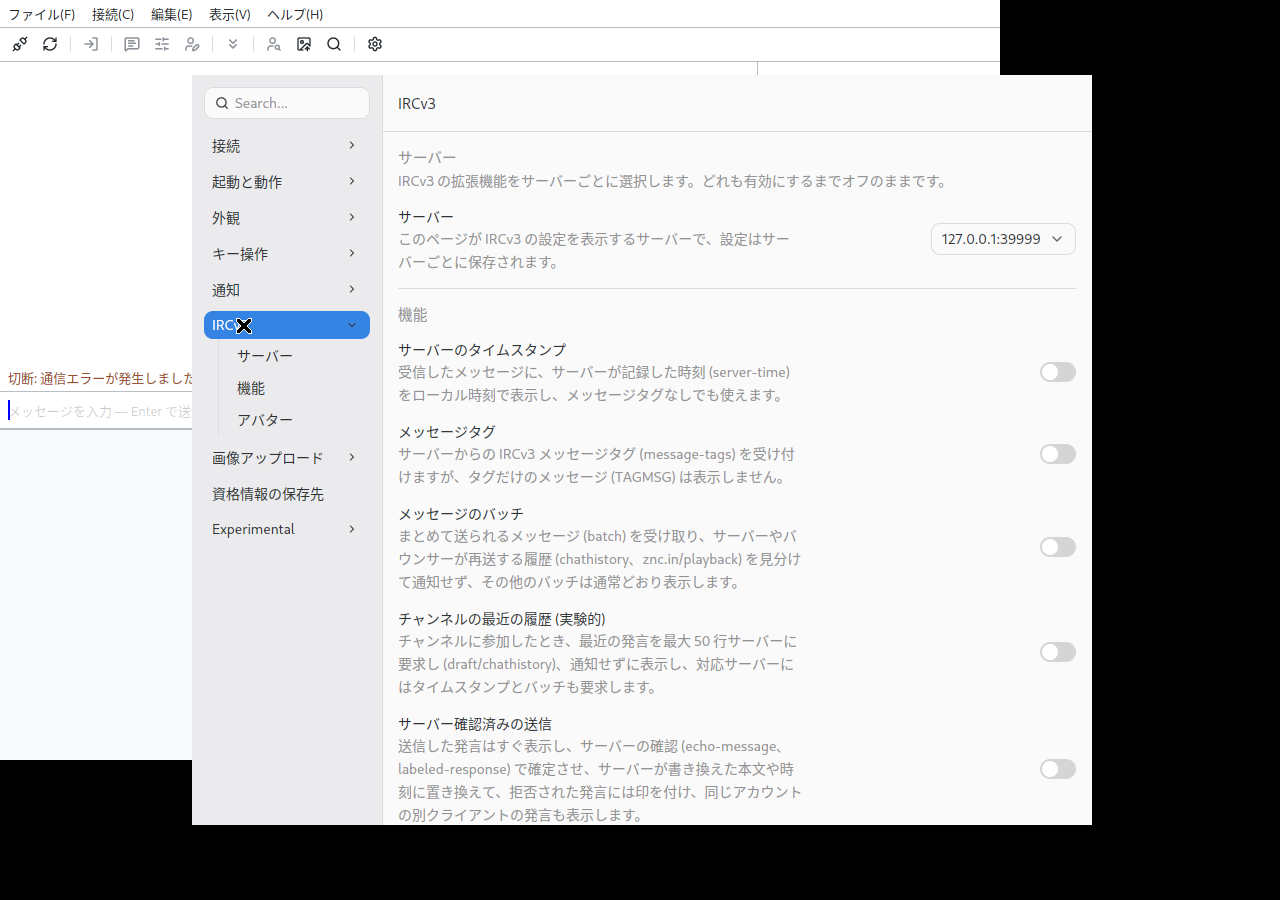 ファイル(F) 接続(C) 編集(E) 表示(V) ヘルプ(H)
Search...
接続
起動と動作
外観
キー操作
通知
サーバー
機能
アバター
画像アップロード
資格情報の保存先
Experimental
切断: 通信エラーが発生しました
メッセージを入力 — Enter で送
IRCv3
サーバー
IRCv3 の拡張機能をサーバーごとに選択します。どれも有効にするまでオフのままです。
サーバー
このページが IRCv3 の設定を表示するサーバーで、設定はサー
バーごとに保存されます。
127.0.0.1:39999
機能
サーバーのタイムスタンプ
受信したメッセージに、サーバーが記録した時刻 (server-time)
をローカル時刻で表示し、メッセージタグなしでも使えます。
メッセージタグ
サーバーからの IRCv3 メッセージタグ (message-tags) を受け付
けますが、タグだけのメッセージ (TAGMSG) は表示しません。
メッセージのバッチ
まとめて送られるメッセージ (batch) を受け取り、サーバーやバ
ウンサーが再送する履歴 (chathistory、znc.in/playback) を見分け
て通知せず、その他のバッチは通常どおり表示します。
チャンネルの最近の履歴 (実験的)
チャンネルに参加したとき、最近の発言を最大 50 行サーバーに
要求し (draft/chathistory)、通知せずに表示し、対応サーバーに
はタイムスタンプとバッチも要求します。
サーバー確認済みの送信
送信した発言はすぐ表示し、サーバーの確認 (echo-message、
labeled-response) で確定させ、サーバーが書き換えた本文や時
刻に置き換えて、拒否された発言には印を付け、同じアカウント
の別クライアントの発言も表示します。